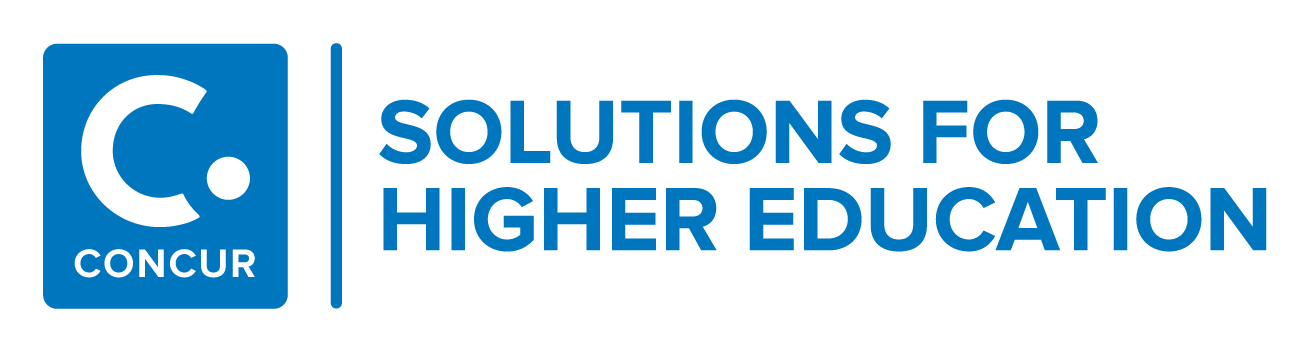 C.
CONCUR
SOLUTIONS FOR
HIGHER EDUCATION